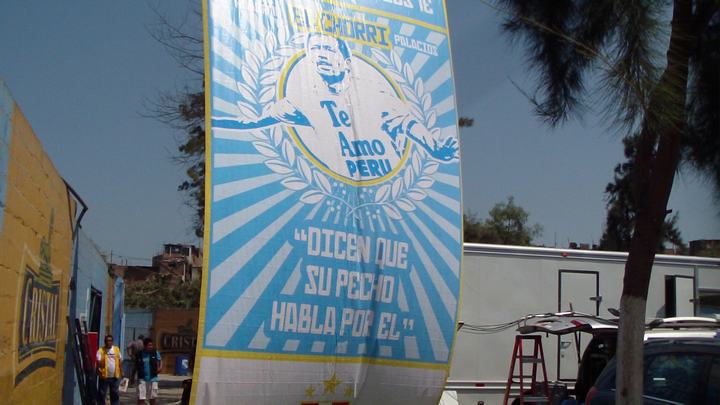 EL CHORRI
PALACIOS
Te
Amo
PERU
"DICEN QUE
SU PECHO
HABLA POR EL"
CRISTAL
CRISTAL